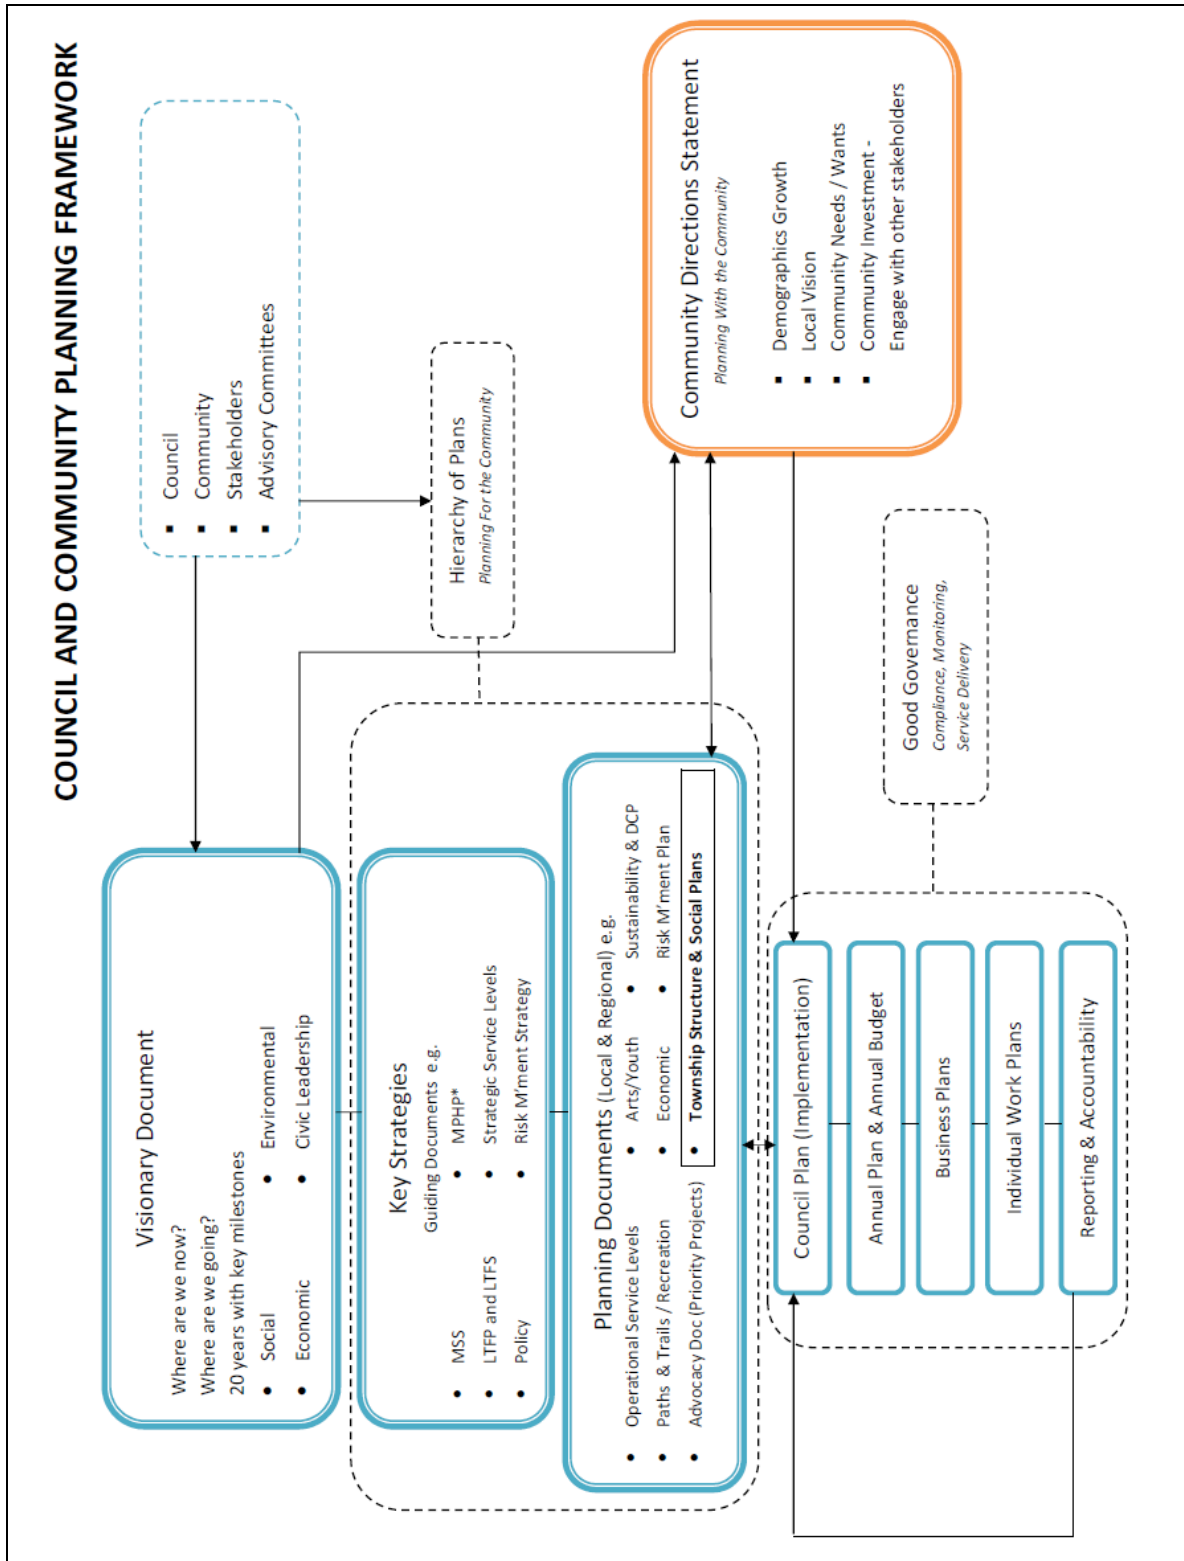 COUNCIL AND COMMUNITY PLANNING FRAMEWORK
Visionary Document
Where are we now?
Where are we going?
20 years with key milestones
● Social
● Environmental
● Economic
● Civic Leadership
■ Council
■ Community
■ Stakeholders
■ Advisory Committees
Key Strategies
Guiding Documents e.g.
● MSS
● MPHP*
● LTFP and LTFS
● Strategic Service Levels
● Policy
● Risk M'ment Strategy
Hierarchy of Plans
Planning For the Community
Planning Documents (Local & Regional) e.g.
● Operational Service Levels
● Arts/Youth
● Sustainability & DCP
● Paths & Trails / Recreation
● Economic
● Risk M'ment Plan
● Advocacy Doc (Priority Projects)
● Township Structure & Social Plans
Community Directions Statement
Planning With the Community
■ Demographics Growth
■ Local Vision
■ Community Needs / Wants
■ Community Investment -
Engage with other stakeholders
Council Plan (Implementation)
Annual Plan & Annual Budget
Business Plans
Individual Work Plans
Reporting & Accountability
Good Governance
Compliance, Monitoring,
Service Delivery